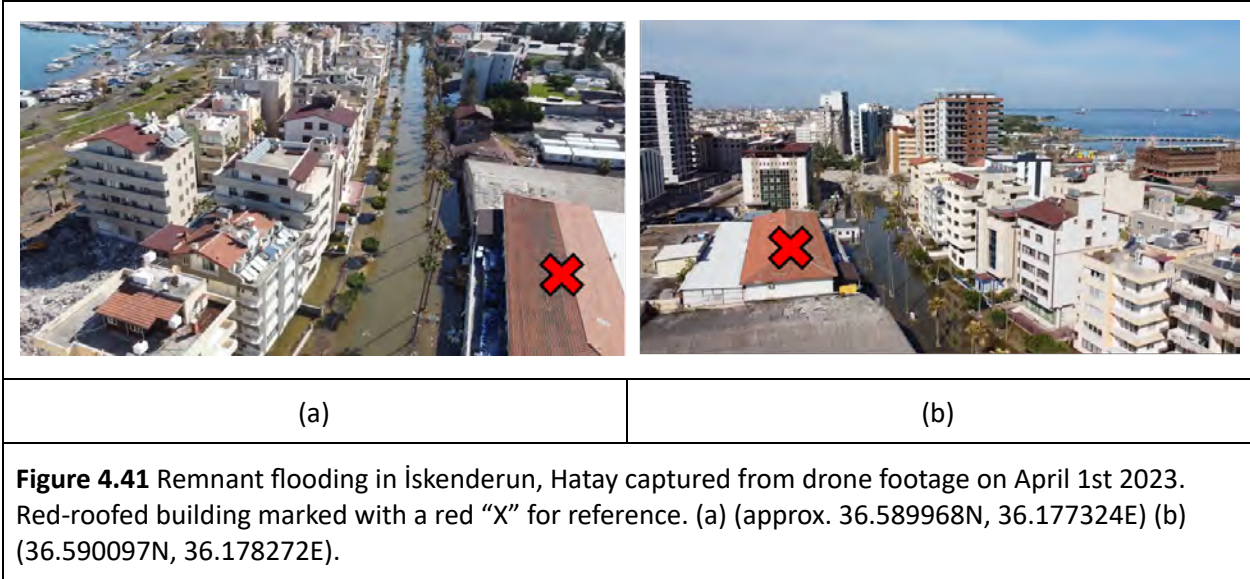 (a)
(b)
Figure 4.41 Remnant flooding in İskenderun, Hatay captured from drone footage on April 1st 2023.
Red-roofed building marked with a red “X” for reference. (a) (approx. 36.589968N, 36.177324E) (b)
(36.590097N, 36.178272E).